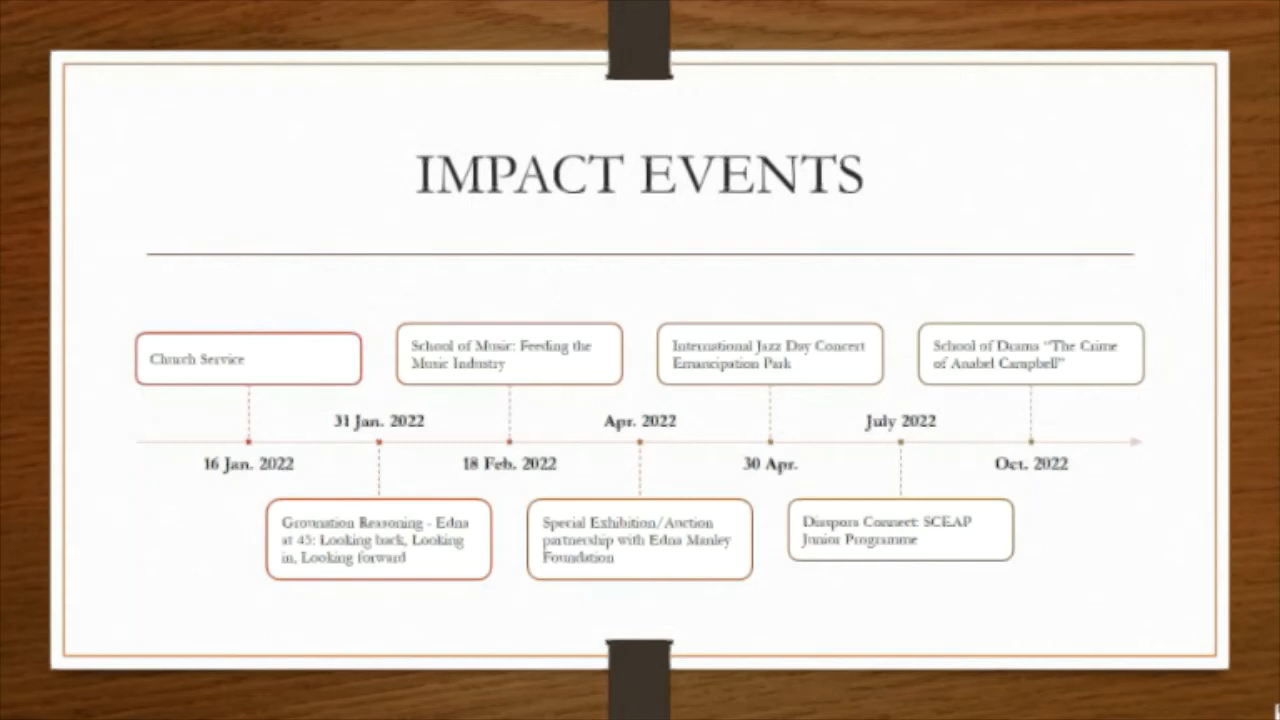 IMPACT EVENTS
Church Service
School of Music: Feeding the
Music Industry
International Jazz Day Concert
Emancipation Park
School of Drama "The Crime
of Anabel Campbell"
31 Jan. 2022
Apr. 2022
July 2022
16 Jan. 2022
18 Feb. 2022
30 Apr.
Oct. 2022
Grounation Reasoning - Edna
at 45: Looking back, Looking
in, Looking forward
Special Exhibition/Auction
partnership with Edna Manley
Foundation
Diaspora Connect: SCEAP
Junior Programme